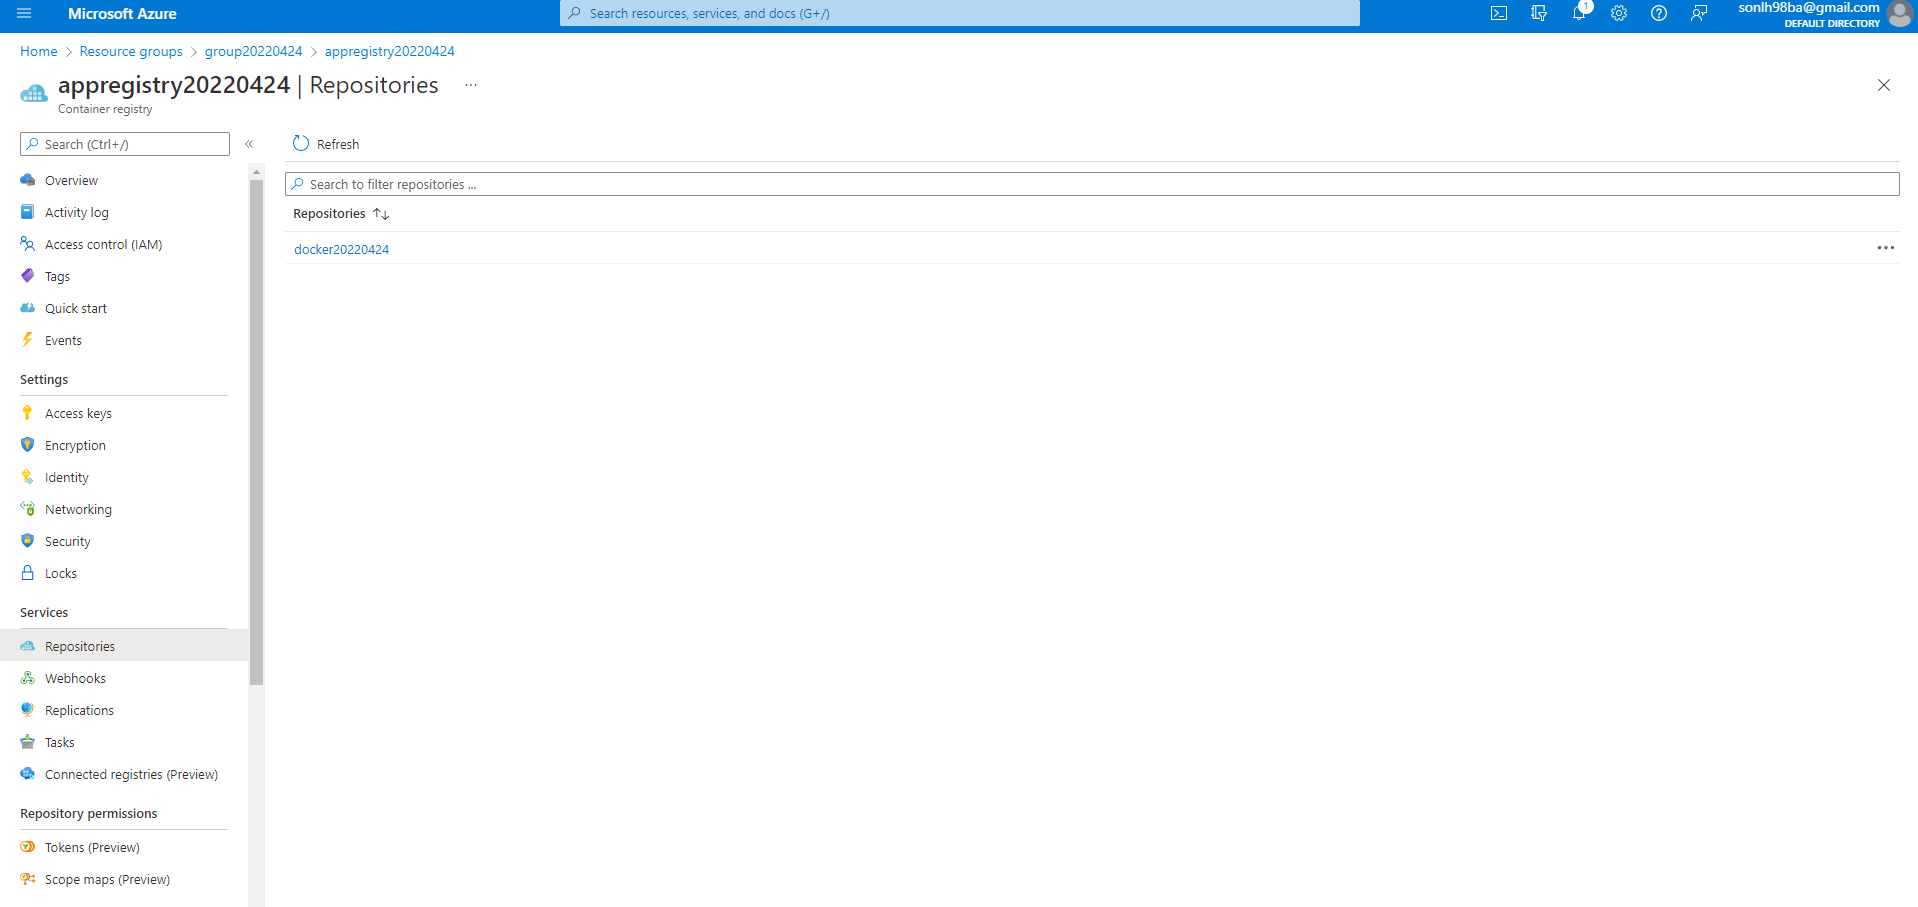 Microsoft Azure
Search resources, services, and docs (G+/)
1
sonlh98ba@gmail.com
DEFAULT DIRECTORY
Home > Resource groups > group20220424 > appregistry20220424
appregistry20220424 | Repositories ...
Container registry
Search (Ctrl+/)
«
Overview
Activity log
Access control (IAM)
Tags
Quick start
Events
Settings
Access keys
Encryption
Identity
Networking
Security
Locks
Services
Repositories
Webhooks
Replications
Tasks
Connected registries (Preview)
Repository permissions
Tokens (Preview)
Scope maps (Preview)
Refresh
Search to filter repositories ...
Repositories ↑↓
docker20220424